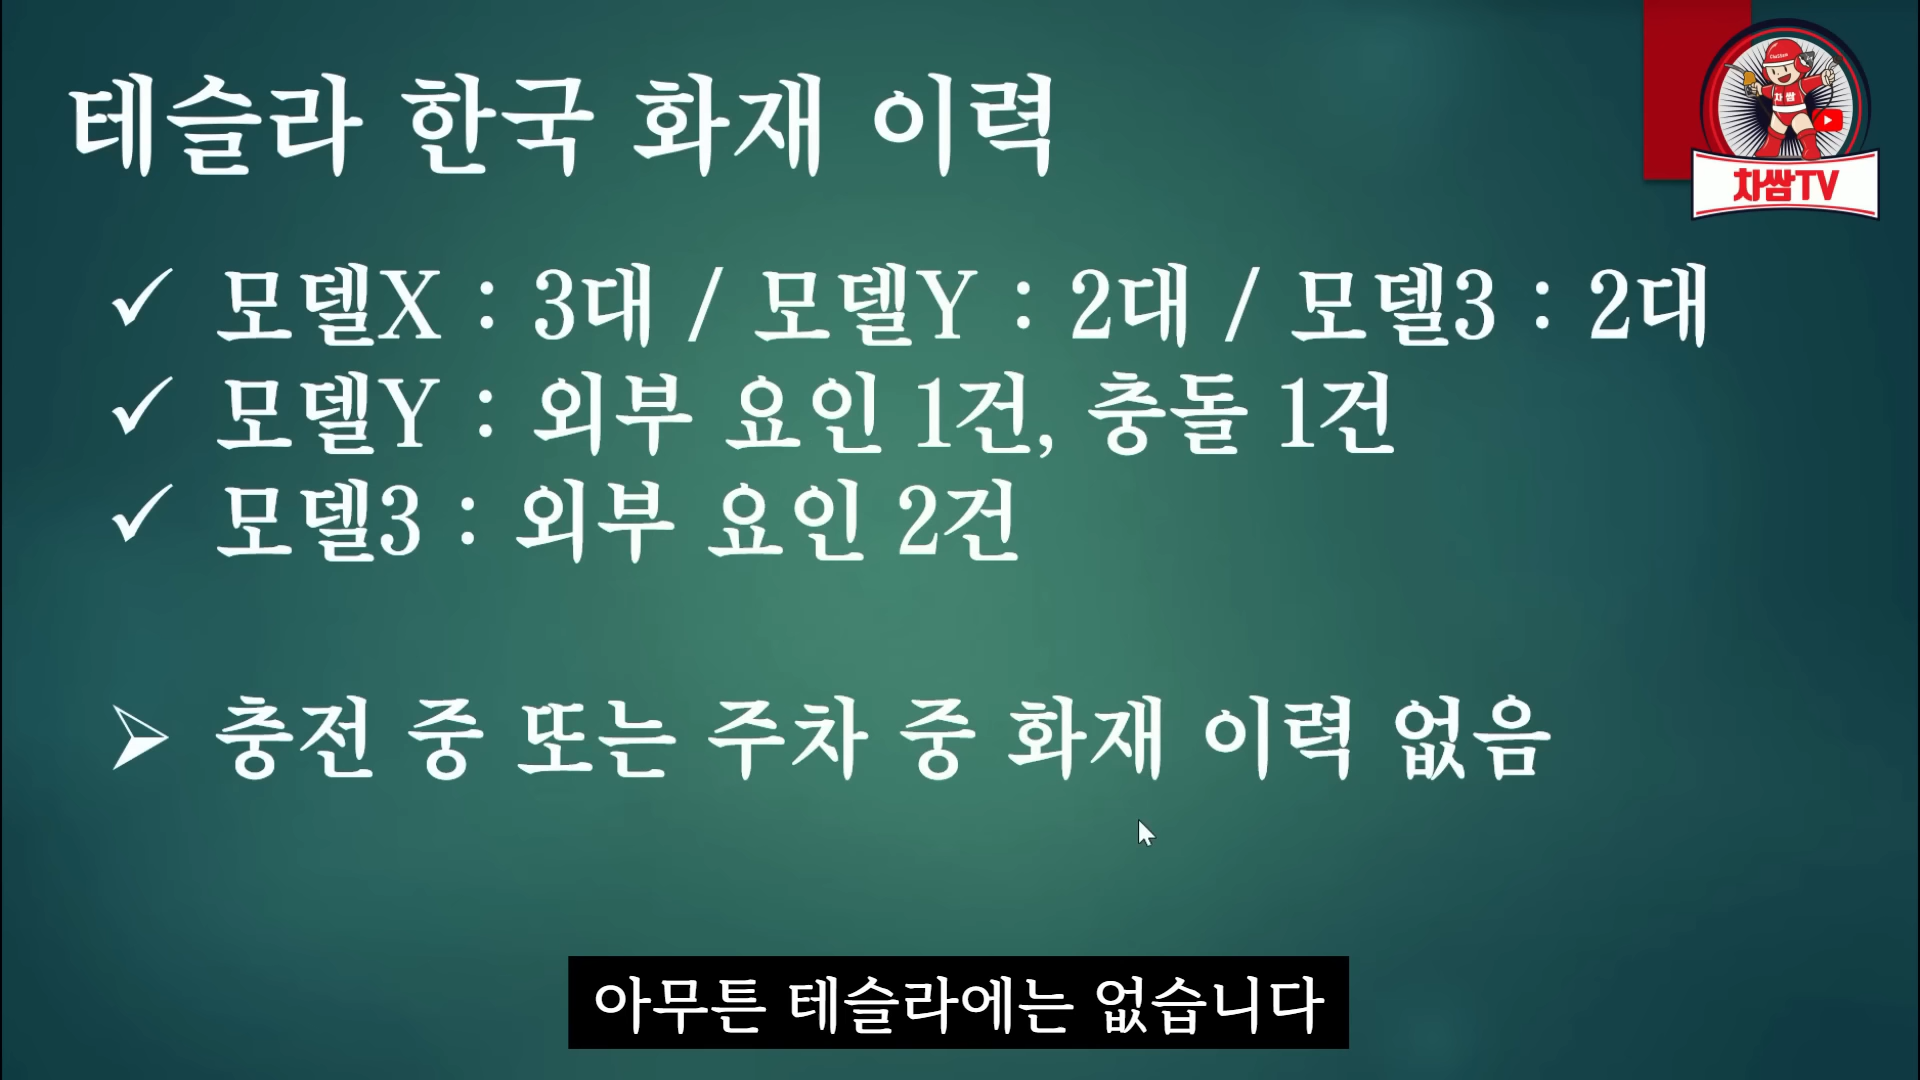 테슬라 한국 화재 이력
차쌈TV
✓ 모델X : 3대 / 모델Y : 2대 / 모델3 : 2대
✓ 모델Y : 외부 요인 1건, 충돌 1건
✓ 모델3 : 외부 요인 2건
➢ 충전 중 또는 주차 중 화재 이력 없음
아무튼 테슬라에는 없습니다